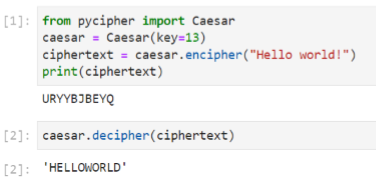 [1]: from pycipher import Caesar
caesar = Caesar(key=13)
ciphertext = caesar.encipher("Hello world!")
print(ciphertext)
URYYBJBEYQ
[2]: caesar.decipher(ciphertext)
[2]: 'HELLOWORLD'